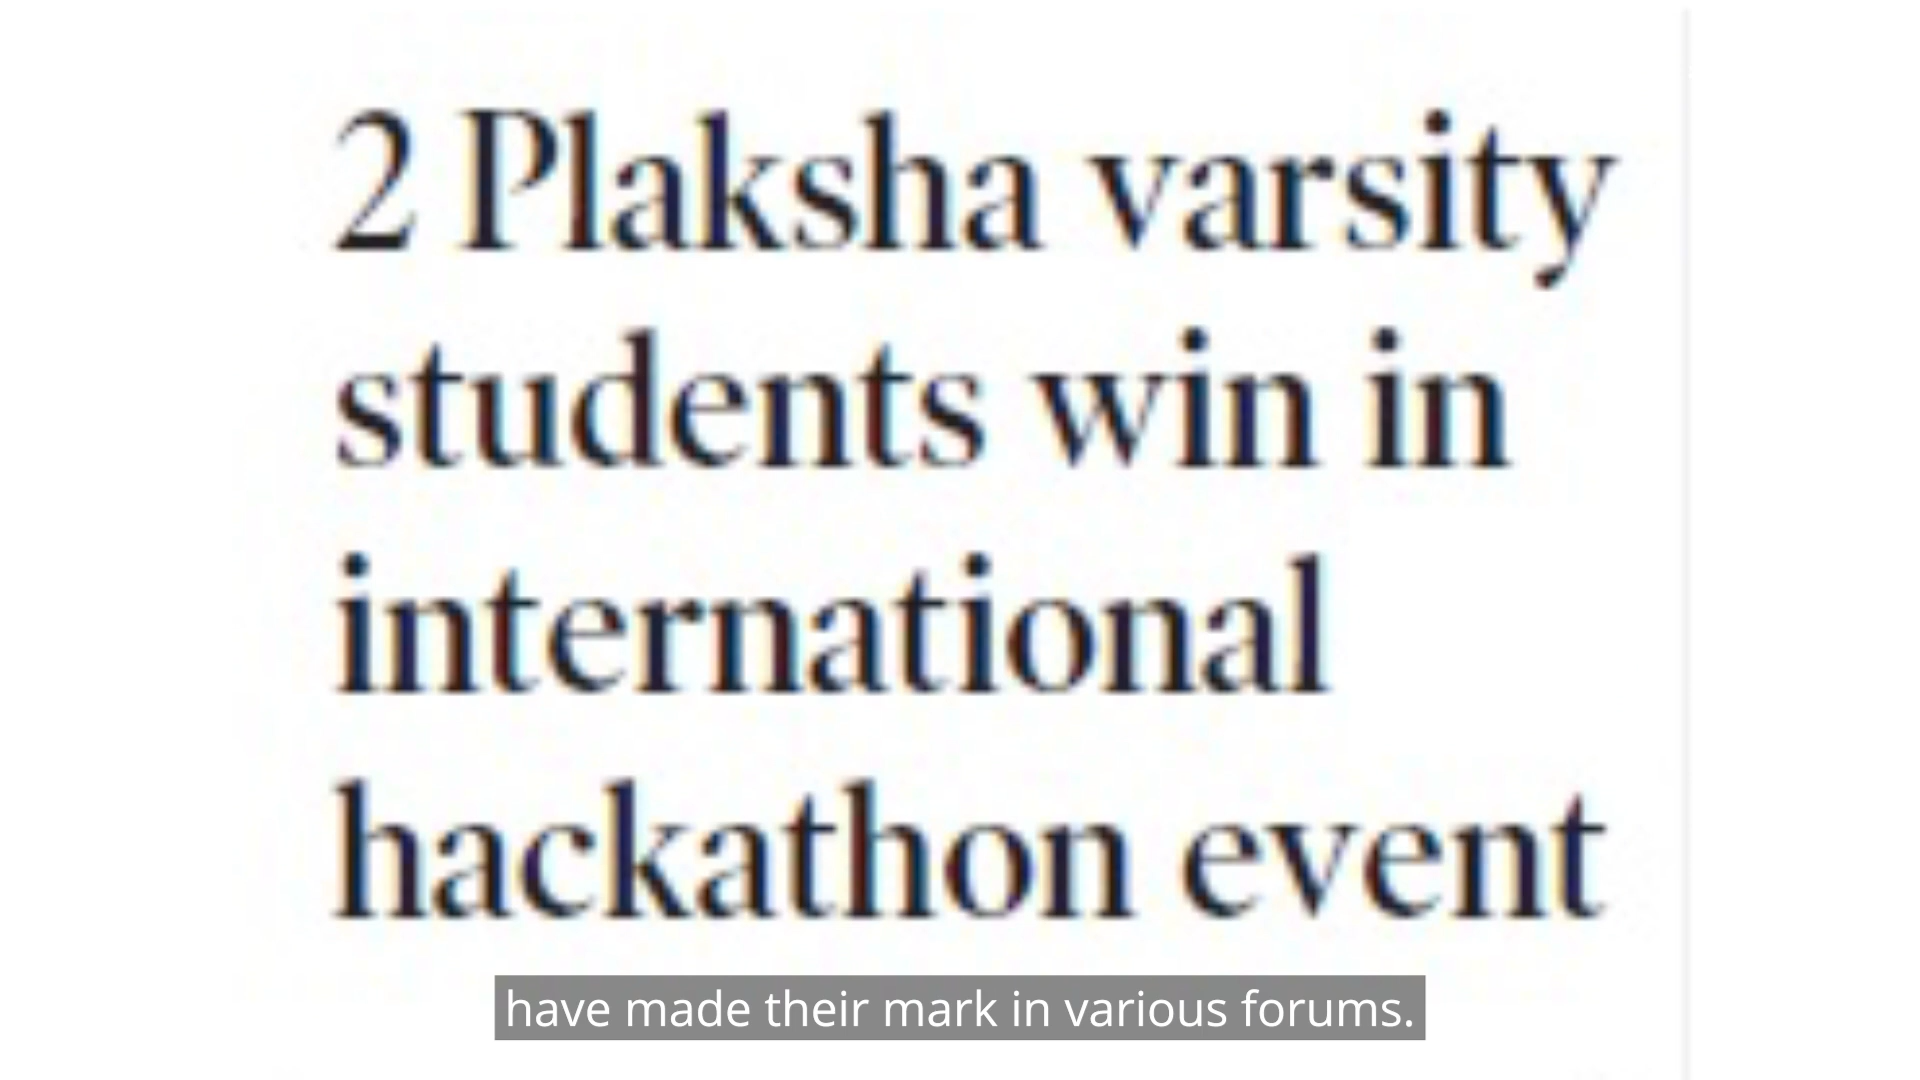 2 Plaksha varsity
students win in
international
hackathon event
have made their mark in various forums.